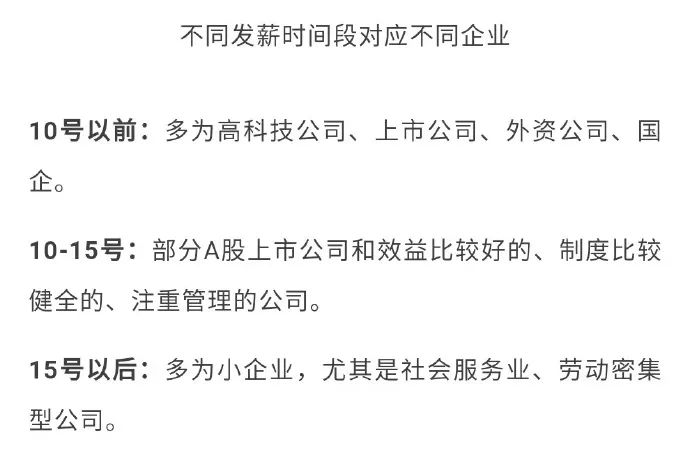 不同发薪时间段对应不同企业
10号以前：多为高科技公司、上市公司、外资公司、国
企。
10-15号：部分A股上市公司和效益比较好的、制度比较
健全的、注重管理的公司。
15号以后：多为小企业，尤其是社会服务业、劳动密集
型公司。